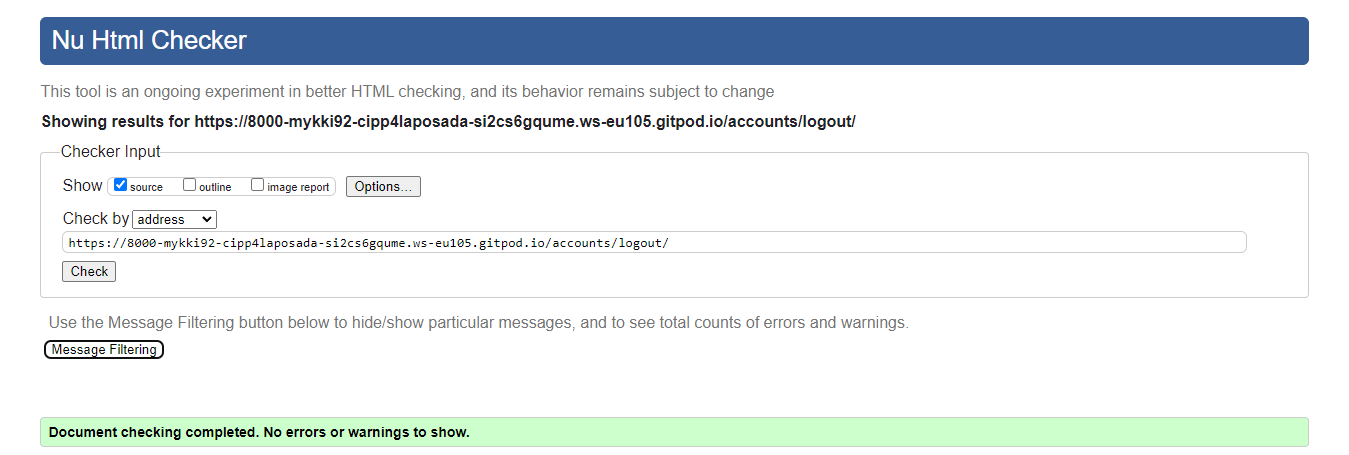 Nu Html Checker
This tool is an ongoing experiment in better HTML checking, and its behavior remains subject to change
Showing results for https://8000-mykki92-cipp4laposada-si2cs6gqume.ws-eu105.gitpod.io/accounts/logout/
Checker Input
Show source outline image report Options...
Check by address
https://8000-mykki92-cipp4laposada-si2cs6gqume.ws-eu105.gitpod.io/accounts/logout/
Check
Use the Message Filtering button below to hide/show particular messages, and to see total counts of errors and warnings.
Message Filtering
Document checking completed. No errors or warnings to show.